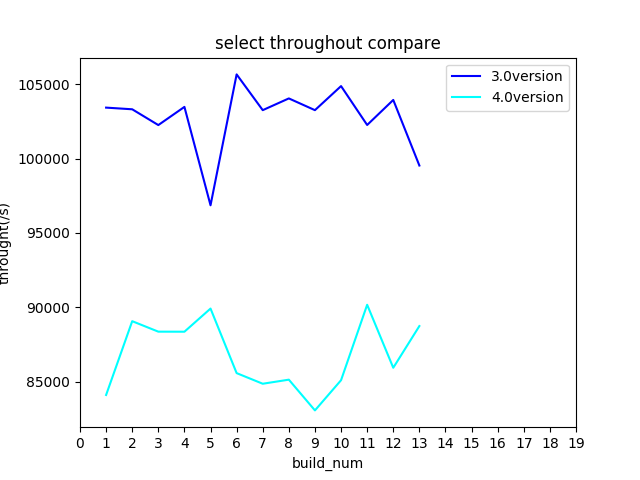 select throughout compare
3.0version
4.0version
105000
100000
95000
90000
85000
throught(/s)
0 1 2 3 4 5 6 7 8 9 10 11 12 13 14 15 16 17 18 19
build_num